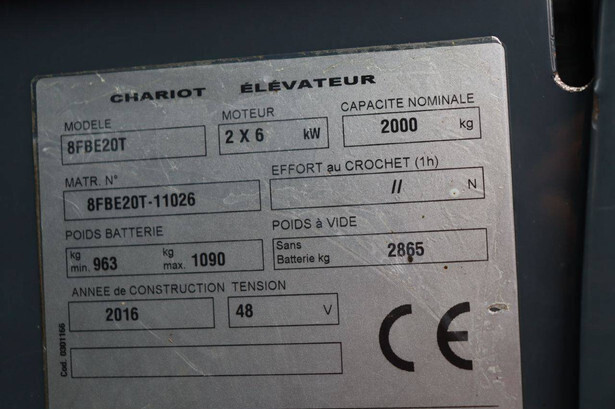 CHARIOT ÉLÉVATEUR
MODELE MOTEUR CAPACITE NOMINALE
8FBE20T 2 X 6 kW 2000 kg
MATR. N° EFFORT au CROCHET (1h)
8FBE20T-11026 // N
POIDS BATTERIE POIDS à VIDE
kg min. 963 kg max. 1090 Sans Batterie kg 2865
ANNEE de CONSTRUCTION TENSION
2016 48 V
CE
Cod. 0301166